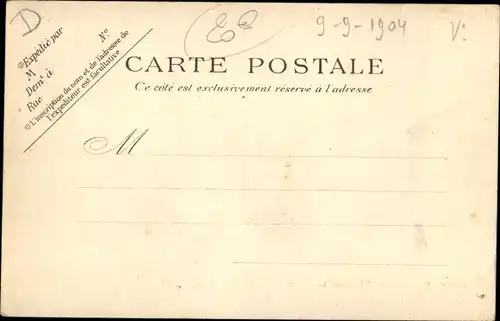 D
9-9-1904
V:
※Expédié par
M N°
Demt à
Rue
※L'inscription du nom et de l'adresse de
l'expéditeur est facultative
CARTE POSTALE
Ce côté est exclusivement réservé à l'adresse
M